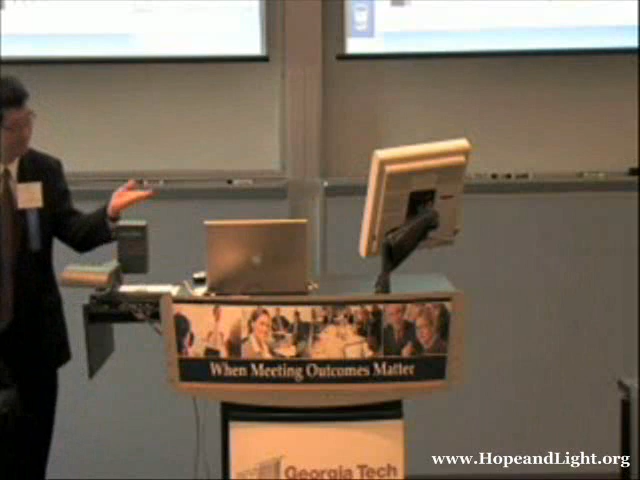 When Meeting Outcomes Matter
Georgia Tech
www.HopeandLight.org